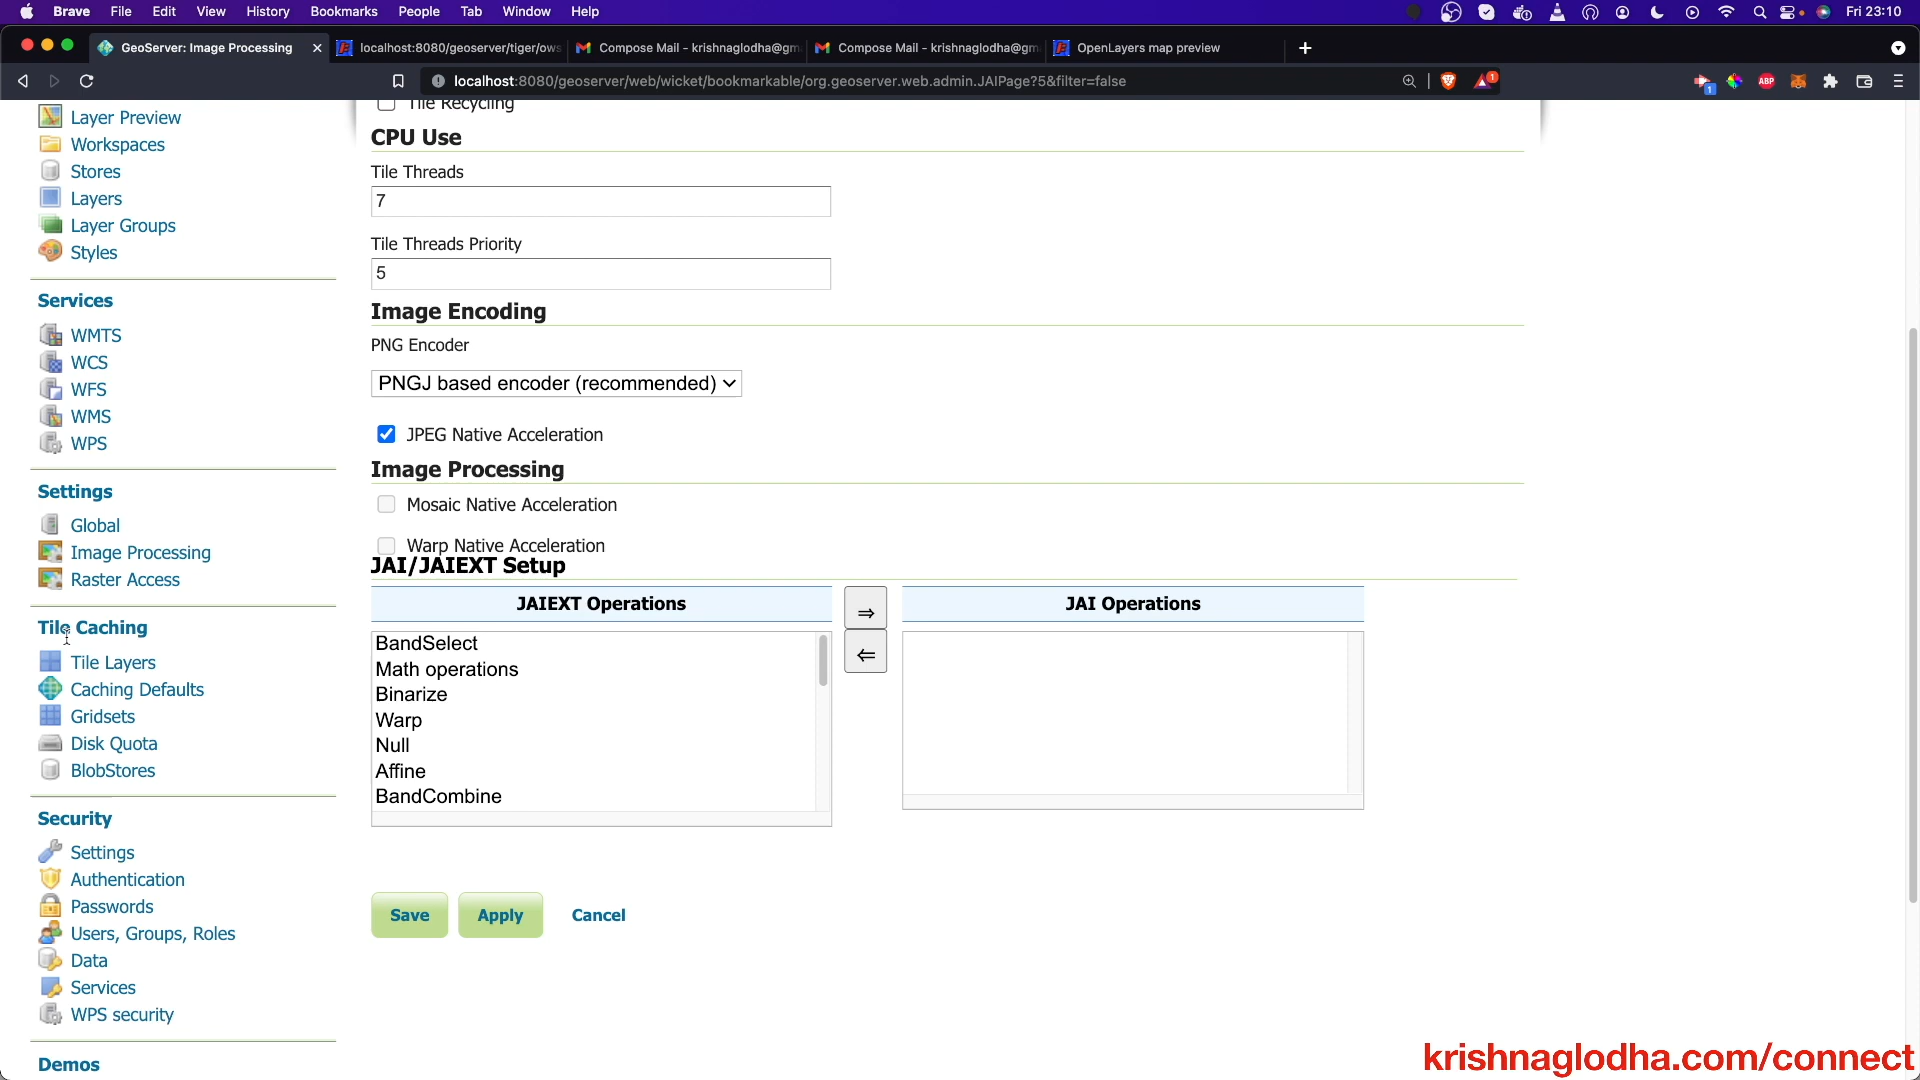 Brave File Edit View History Bookmarks People Tab Window Help Fri 23:10
GeoServer: Image Processing localhost:8080/geoserver/tiger/ows Compose Mail - krishnaglodha@gm Compose Mail - krishnaglodha@gm OpenLayers map preview
localhost:8080/geoserver/web/wicket/bookmarkable/org.geoserver.web.admin.JAIPage?5&filter=false 1 1 ABP
Layer Preview
Workspaces
Stores
Layers
Layer Groups
Styles
Services
WMTS
WCS
WFS
WMS
WPS
Settings
Global
Image Processing
Raster Access
Tile Caching
Tile Layers
Caching Defaults
Gridsets
Disk Quota
BlobStores
Security
Settings
Authentication
Passwords
Users, Groups, Roles
Data
Services
WPS security
Demos
Tile Recycling
CPU Use
Tile Threads
7
Tile Threads Priority
5
Image Encoding
PNG Encoder
PNGJ based encoder (recommended)
JPEG Native Acceleration
Image Processing
Mosaic Native Acceleration
Warp Native Acceleration
JAI/JAIEXT Setup
JAIEXT Operations ⇒ JAI Operations
⇐
BandSelect
Math operations
Binarize
Warp
Null
Affine
BandCombine
Save Apply Cancel
krishnaglodha.com/connect